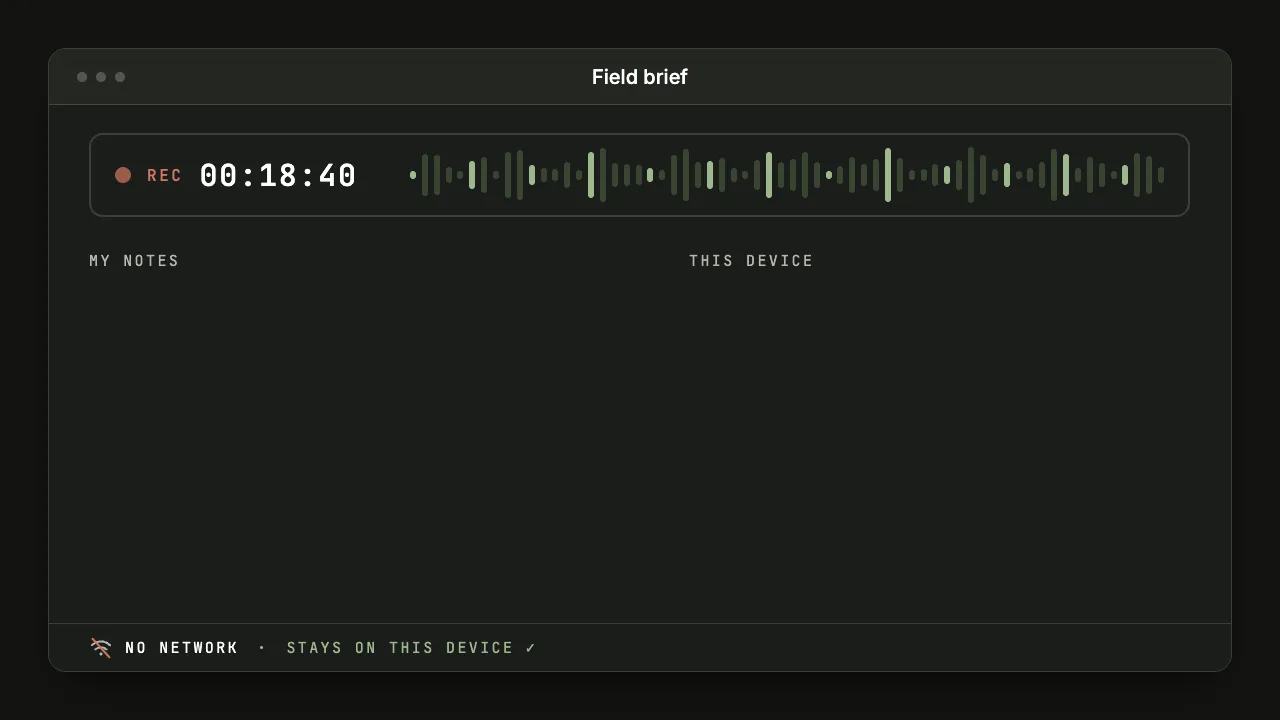 Field brief
REC 00:18:40
MY NOTES
THIS DEVICE
NO NETWORK · STAYS ON THIS DEVICE ✓